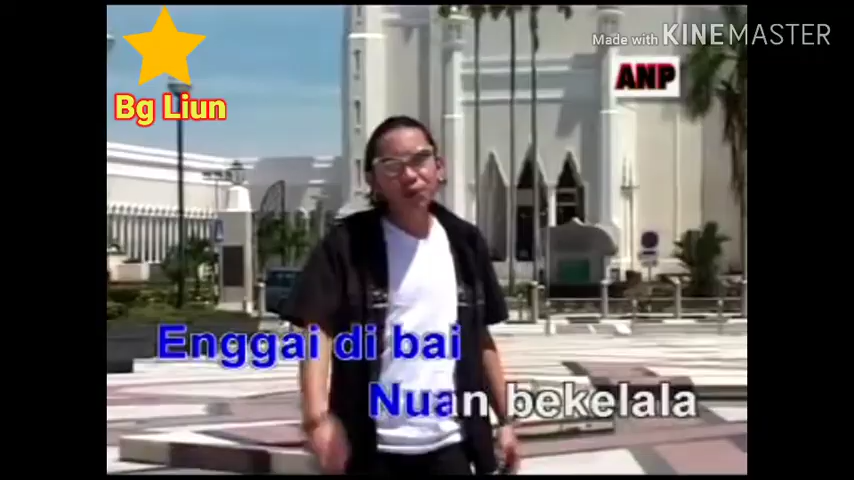 Made with KINEMASTER
ANP
Bg Liun
Enggai di bai
Nuan bekelala